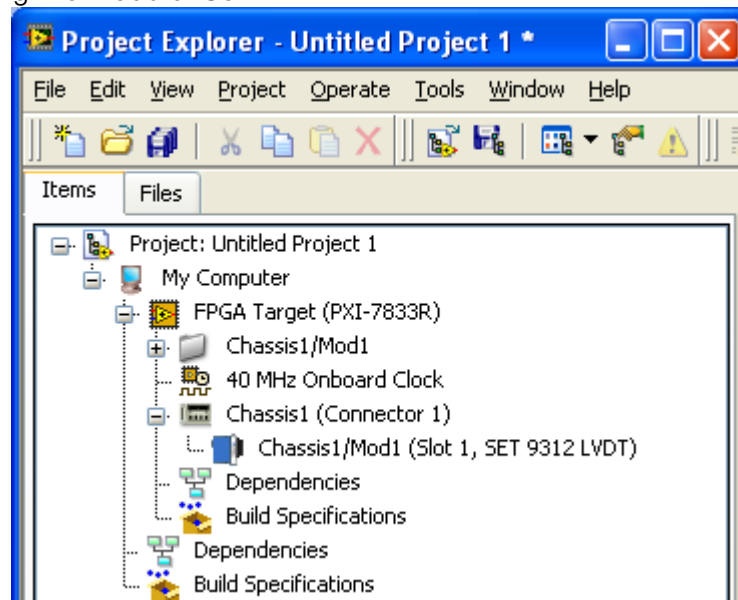 Project Explorer - Untitled Project 1 *
File Edit View Project Operate Tools Window Help
Items Files
Project: Untitled Project 1
My Computer
FPGA Target (PXI-7833R)
Chassis1/Mod1
40 MHz Onboard Clock
Chassis1 (Connector 1)
Chassis1/Mod1 (Slot 1, SET 9312 LVDT)
Dependencies
Build Specifications
Dependencies
Build Specifications